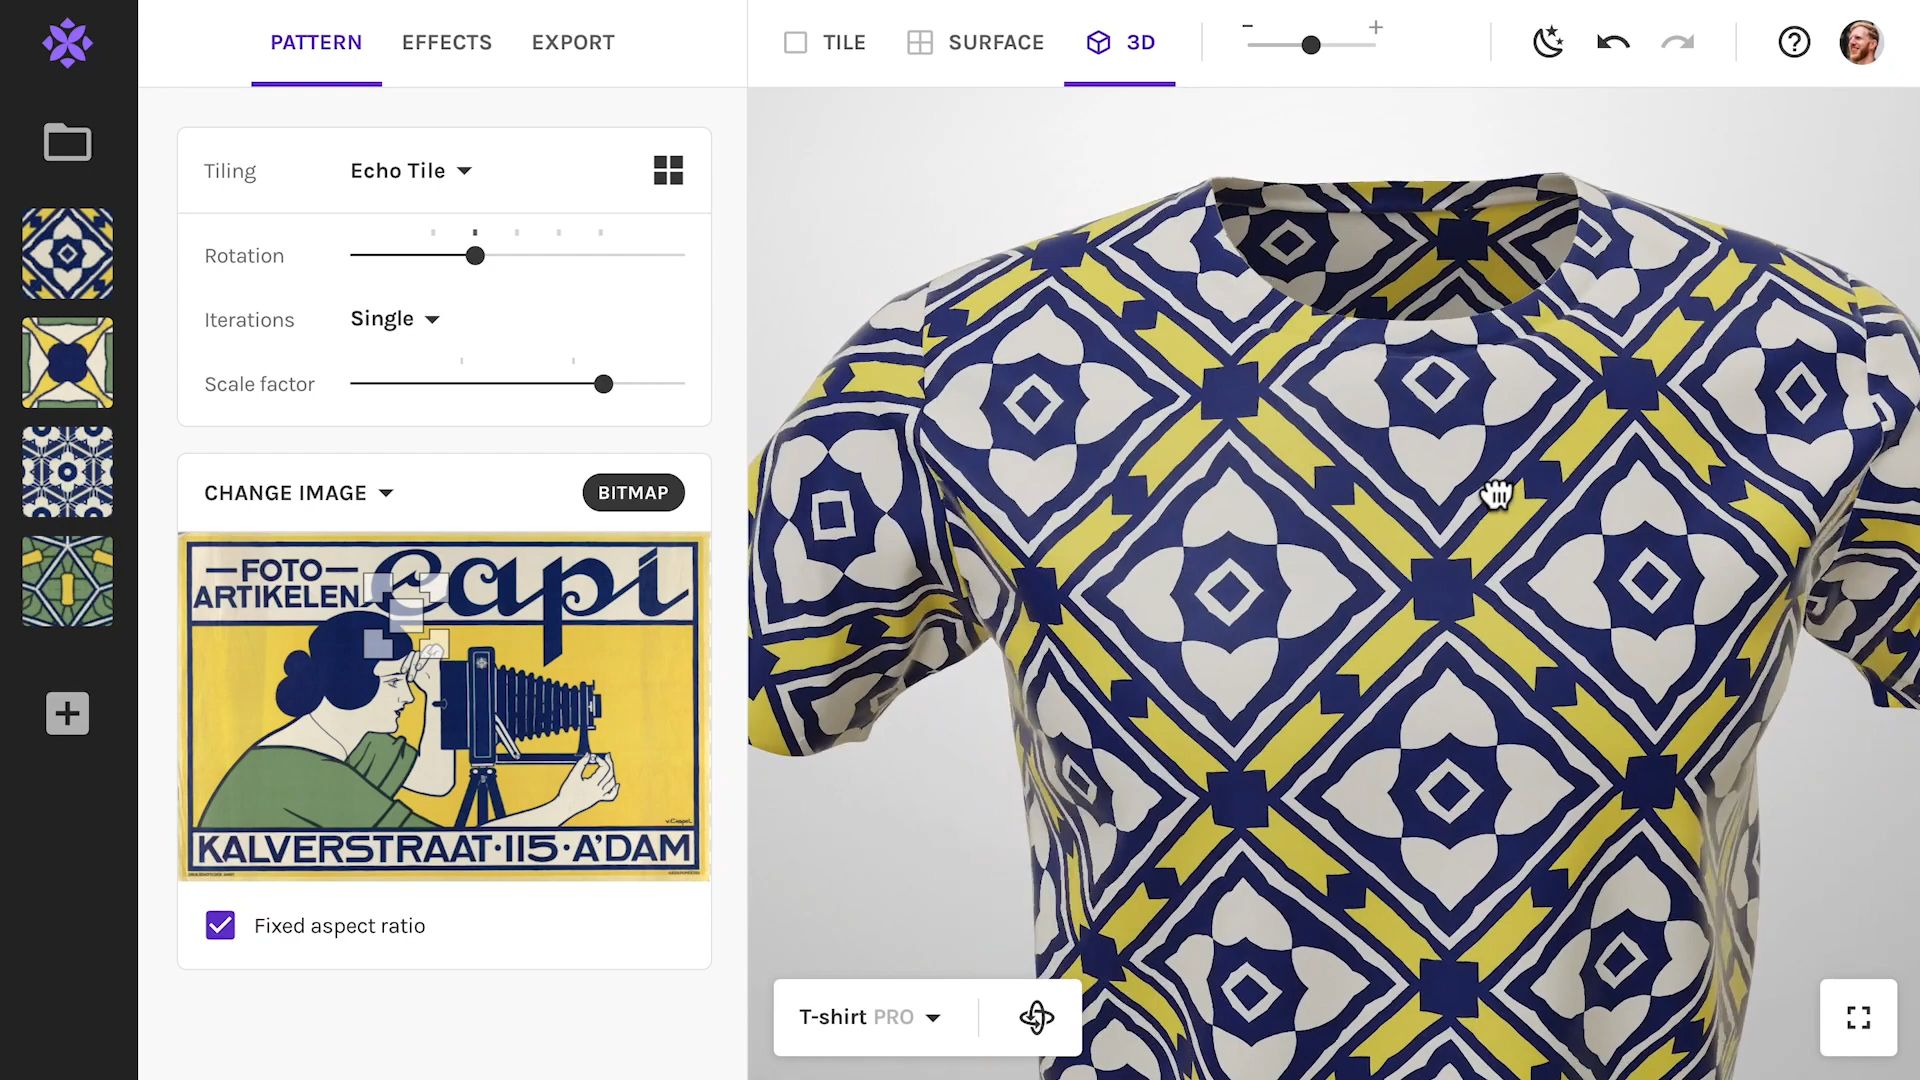 PATTERN EFFECTS EXPORT
TILE SURFACE 3D
Tiling Echo Tile
Rotation
Iterations Single
Scale factor
CHANGE IMAGE BITMAP
FOTO
ARTIKELEN
Capi
KALVERSTRAAT·115·A'DAM
Fixed aspect ratio
T-shirt PRO